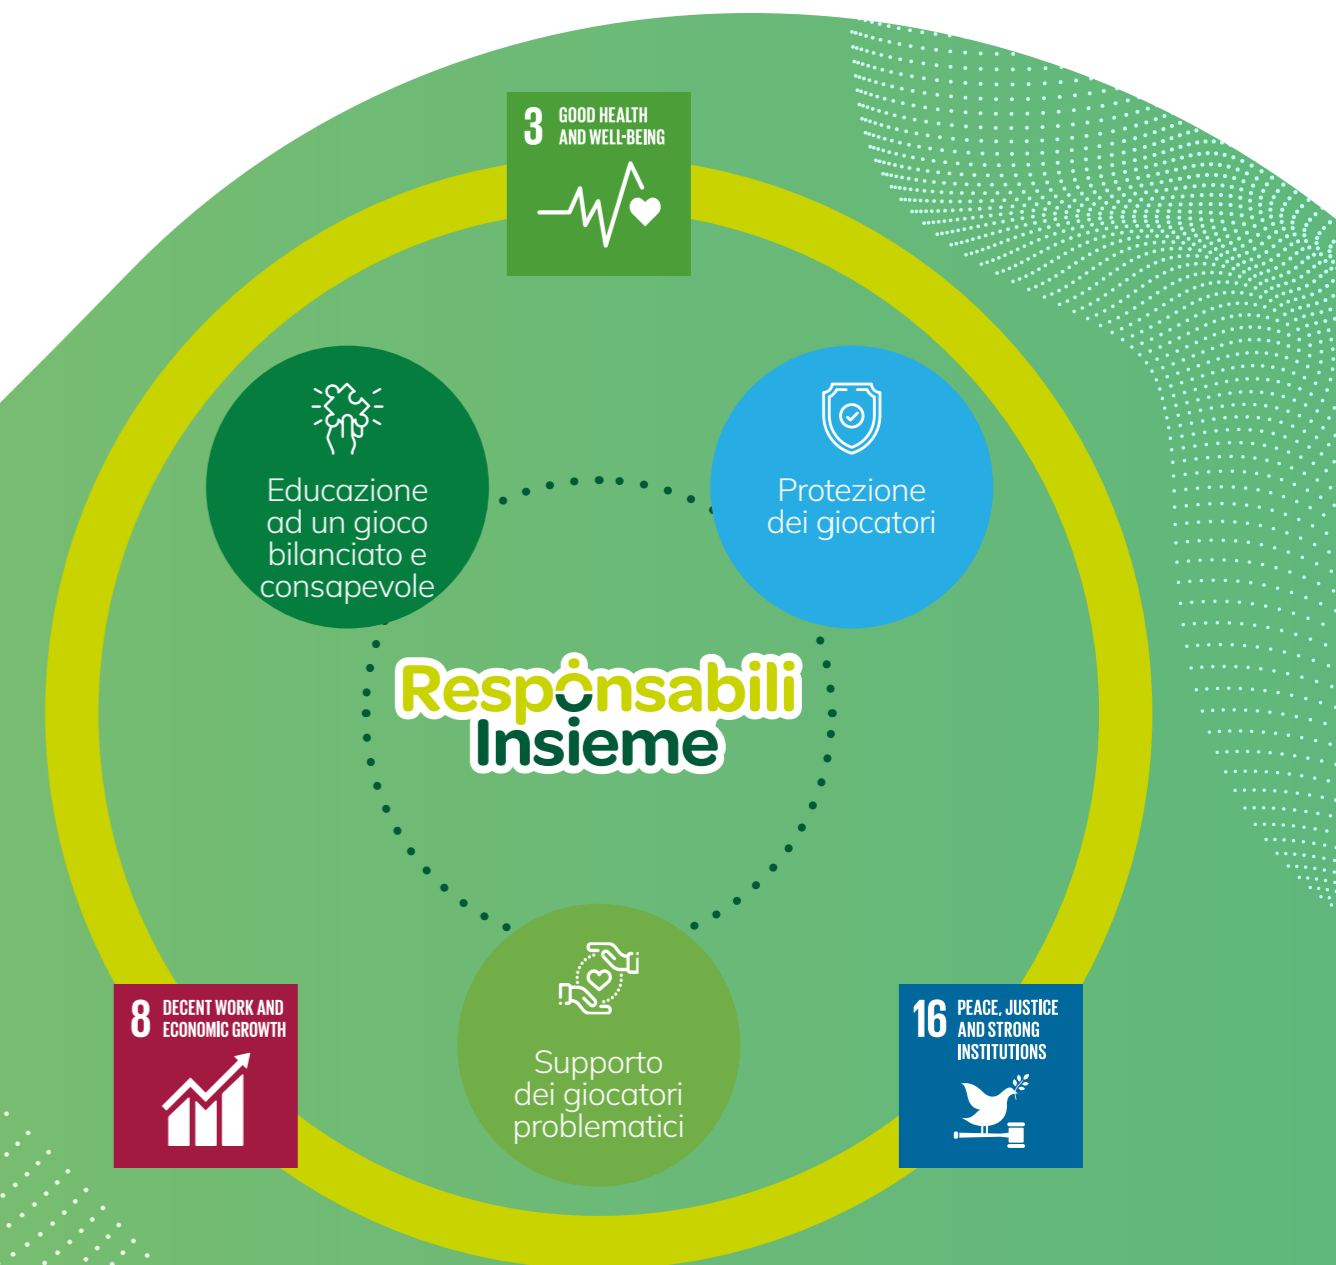 3 GOOD HEALTH
AND WELL-BEING
Educazione
ad un gioco
bilanciato e
consapevole
Protezione
dei giocatori
Responsabili
Insieme
Supporto
dei giocatori
problematici
8 DECENT WORK AND
ECONOMIC GROWTH
16 PEACE, JUSTICE
AND STRONG
INSTITUTIONS